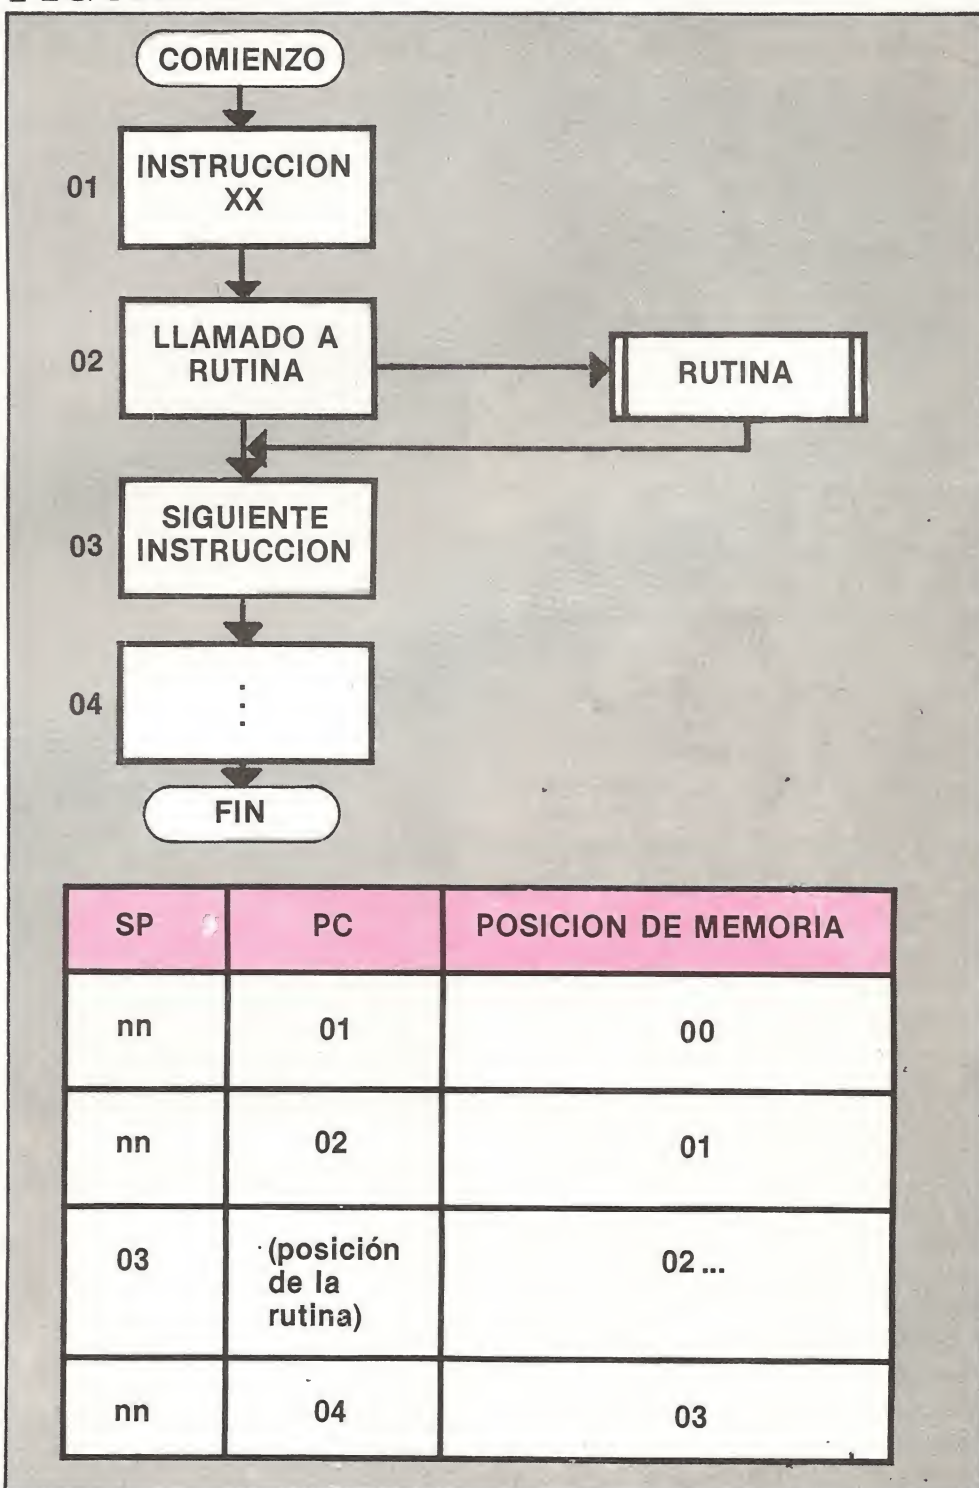 COMIENZO
01
INSTRUCCION
XX
02
LLAMADO A
RUTINA
RUTINA
03
SIGUIENTE
INSTRUCCION
04
FIN
SP PC POSICION DE MEMORIA
nn 01 00
nn 02 01
03 (posición
de la
rutina) 02...
nn 04 03